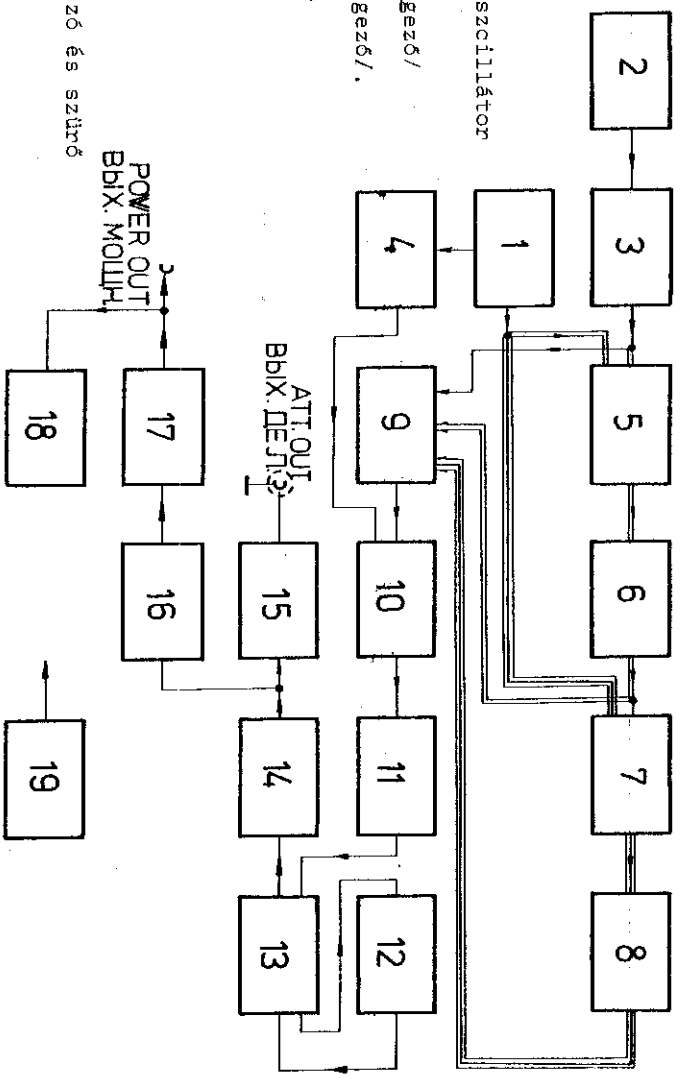 szcillátor
gező/
gező/.
ző és szűrő
2
3
5
6
7
8
1
4
9
10
11
12
ATT. OUT
ВЫХ. ДЕЛ.
15
14
13
POWER OUT
ВЫХ. МОЩН.
17
16
18
19